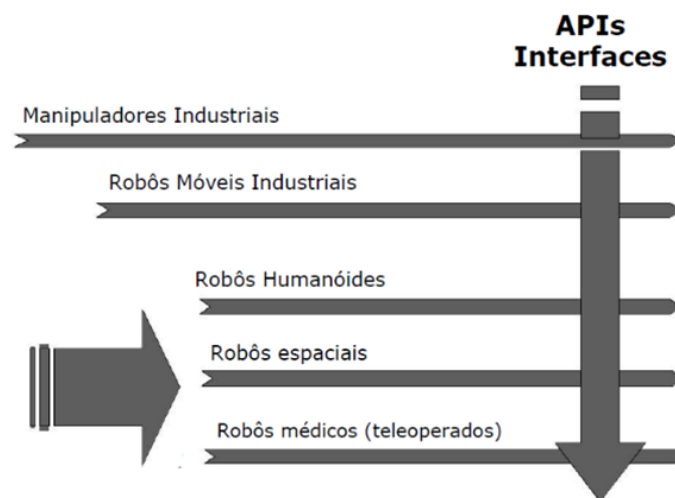 APIs
Interfaces
Manipuladores Industriais
Robôs Móveis Industriais
Robôs Humanóides
Robôs espaciais
Robôs médicos (teleoperados)